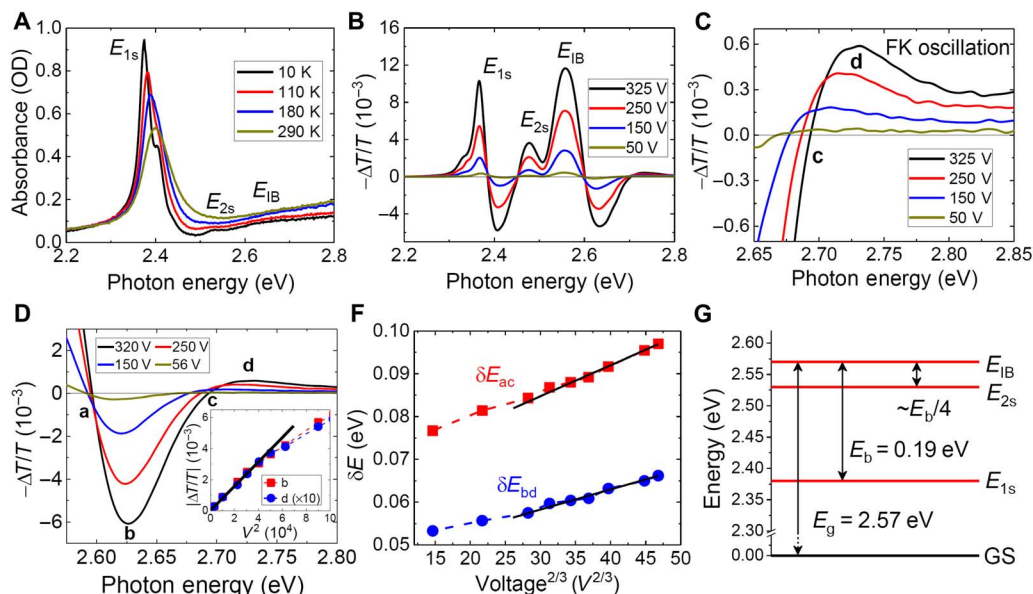 A
Absorbance (OD)
1.0
0.8
0.6
0.4
0.2
0.0
E1s
E2s
EIB
10 K
110 K
180 K
290 K
2.2 2.3 2.4 2.5 2.6 2.7 2.8
Photon energy (eV)
B
−ΔT/T (10−3)
12
8
4
0
−4
E1s
E2s
EIB
325 V
250 V
150 V
50 V
2.2 2.4 2.6 2.8
Photon energy (eV)
C
−ΔT/T (10−3)
0.6
0.3
0.0
−0.3
−0.6
FK oscillation
d
c
325 V
250 V
150 V
50 V
2.65 2.70 2.75 2.80 2.85
Photon energy (eV)
D
−ΔT/T (10−3)
2
0
−2
−4
−6
320 V 250 V
150 V 56 V
a
b
c
d
|ΔT/T| (10−3)
6
4
2
0
b
d (×10)
0 2 4 6 8 10
V2 (104)
2.60 2.65 2.70 2.75 2.80
Photon energy (eV)
F
δE (eV)
0.10
0.09
0.08
0.07
0.06
0.05
δEac
δEbd
10 15 20 25 30 35 40 45 50
Voltage2/3 (V2/3)
G
Energy (eV)
2.55
2.50
2.45
2.40
2.35
2.30
0.00
EIB
E2s
~Eb/4
Eb = 0.19 eV
E1s
Eg = 2.57 eV
GS